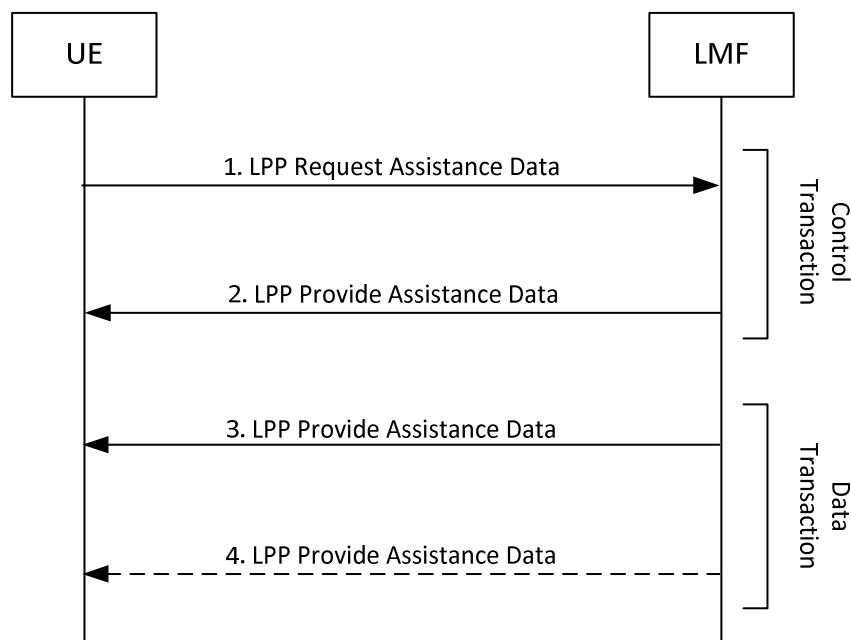 UE
LMF
1. LPP Request Assistance Data
2. LPP Provide Assistance Data
Control
Transaction
3. LPP Provide Assistance Data
4. LPP Provide Assistance Data
Data
Transaction